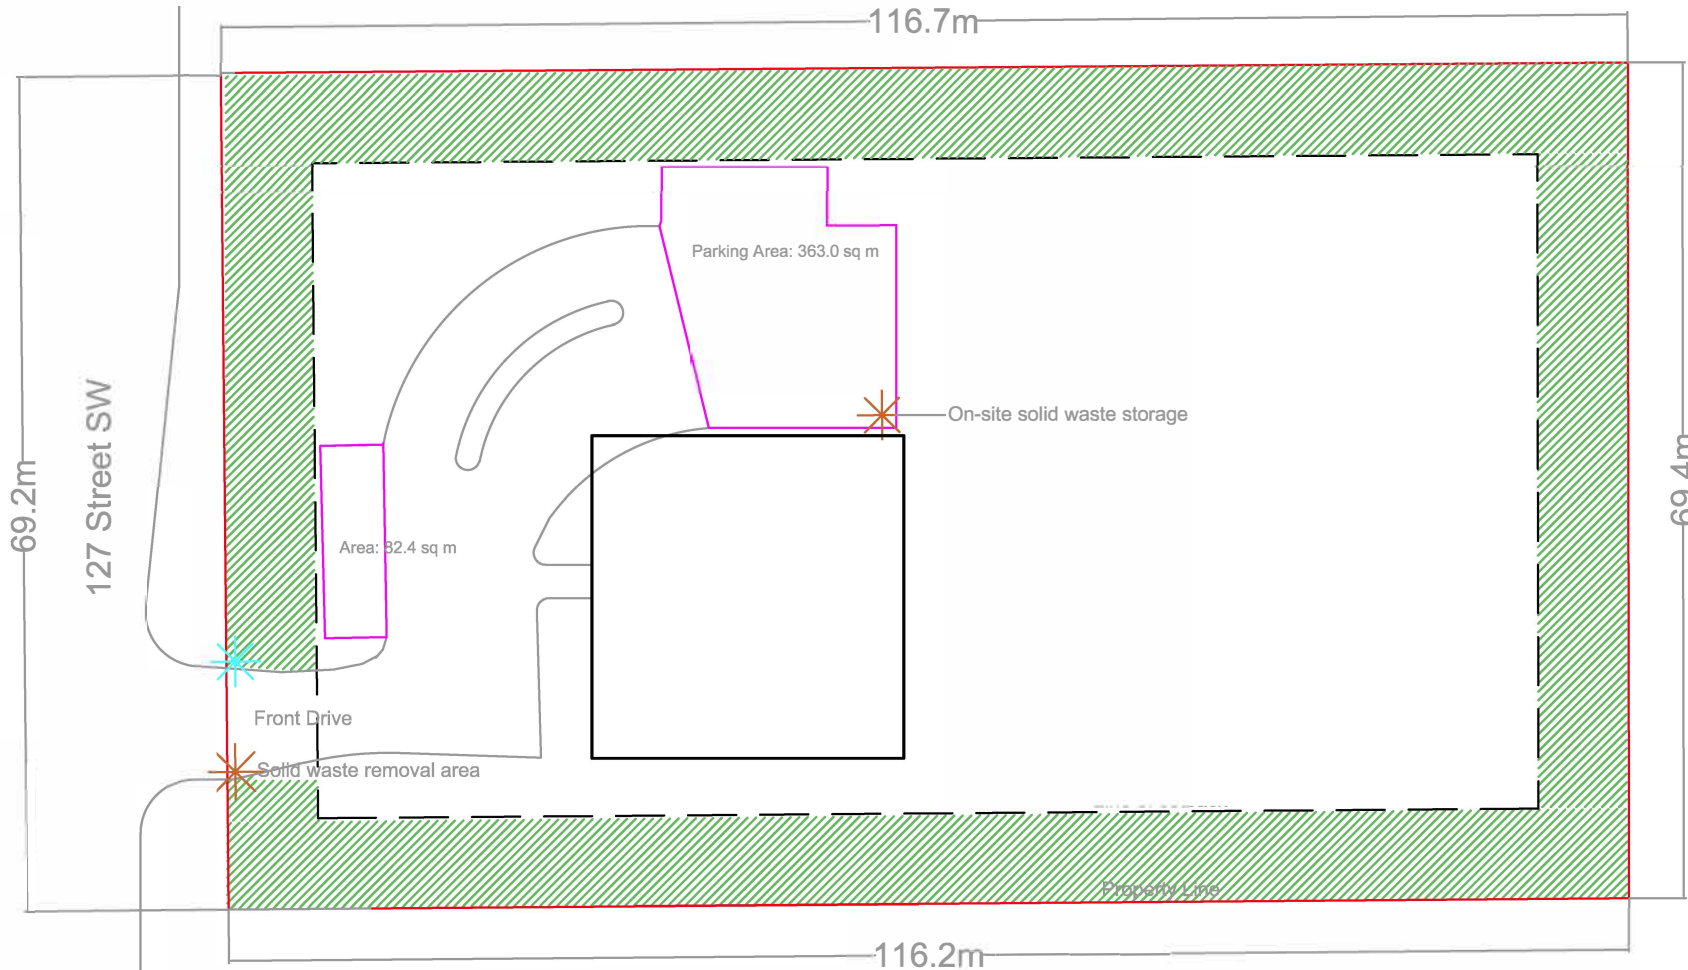 116.7m
Parking Area: 363.0 sq m
On-site solid waste storage
127 Street SW
69.2m
69.4m
Area: 82.4 sq m
Front Drive
Solid waste removal area
Property Line
116.2m